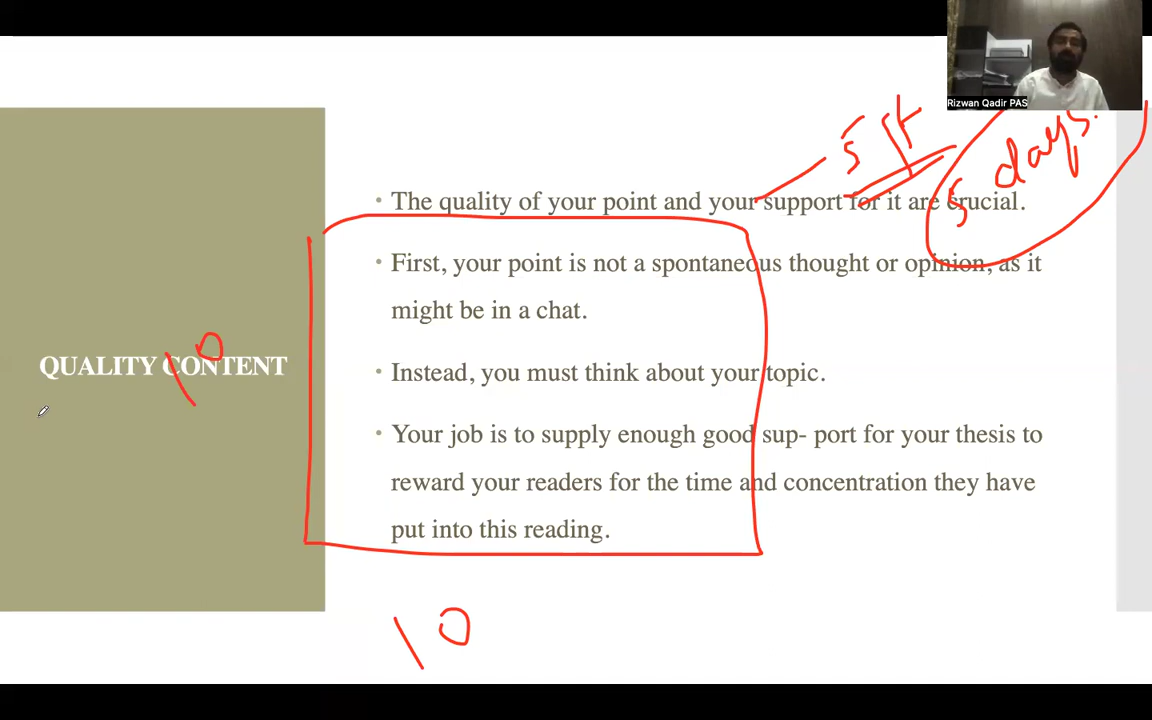 Rizwan Qadir PAS
5 pt
5 days.
• The quality of your point and your support for it are crucial.
• First, your point is not a spontaneous thought or opinion, as it
might be in a chat.
QUALITY CONTENT
10
• Instead, you must think about your topic.
• Your job is to supply enough good sup- port for your thesis to
reward your readers for the time and concentration they have
put into this reading.
10